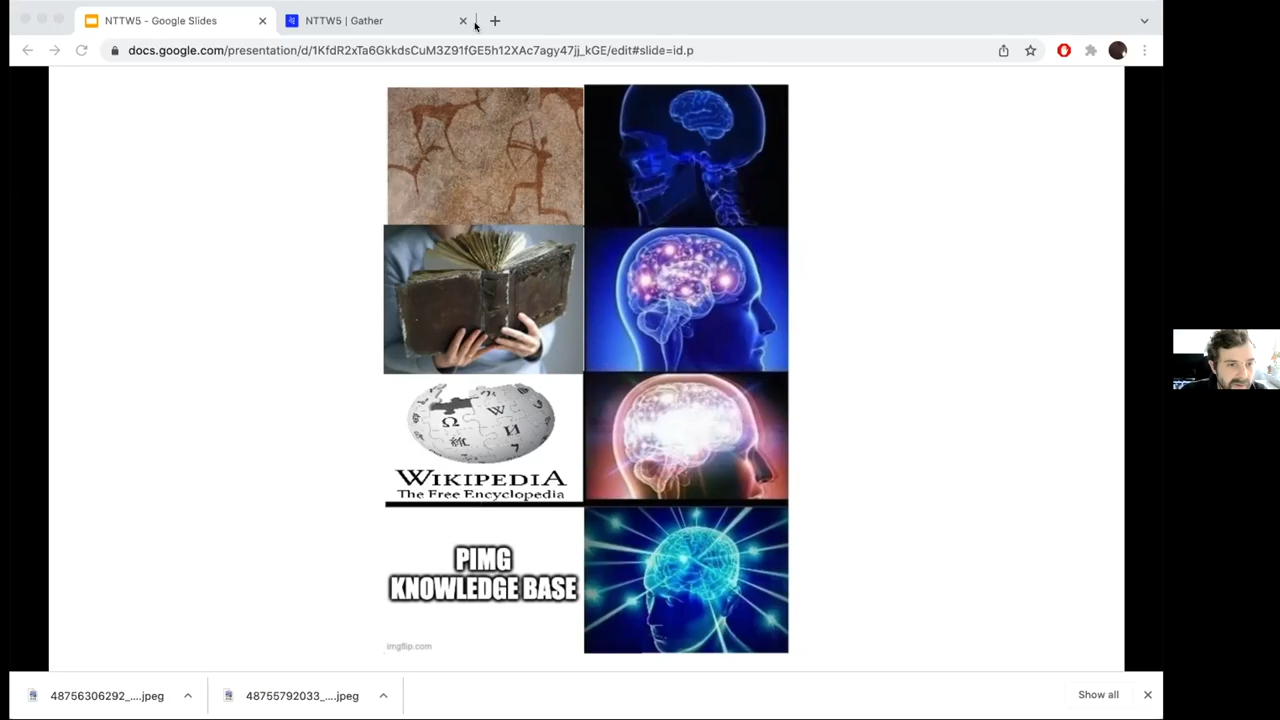 NTTW5 - Google Slides
NTTW5 | Gather
docs.google.com/presentation/d/1KfdR2xTa6GkkdsCuM3Z91fGE5h12XAc7agy47jj_kGE/edit#slide=id.p
Ω W
И
WIKIPEDIA
The Free Encyclopedia
PIMG
KNOWLEDGE BASE
imgflip.com
48756306292_....jpeg
48755792033_....jpeg
Show all